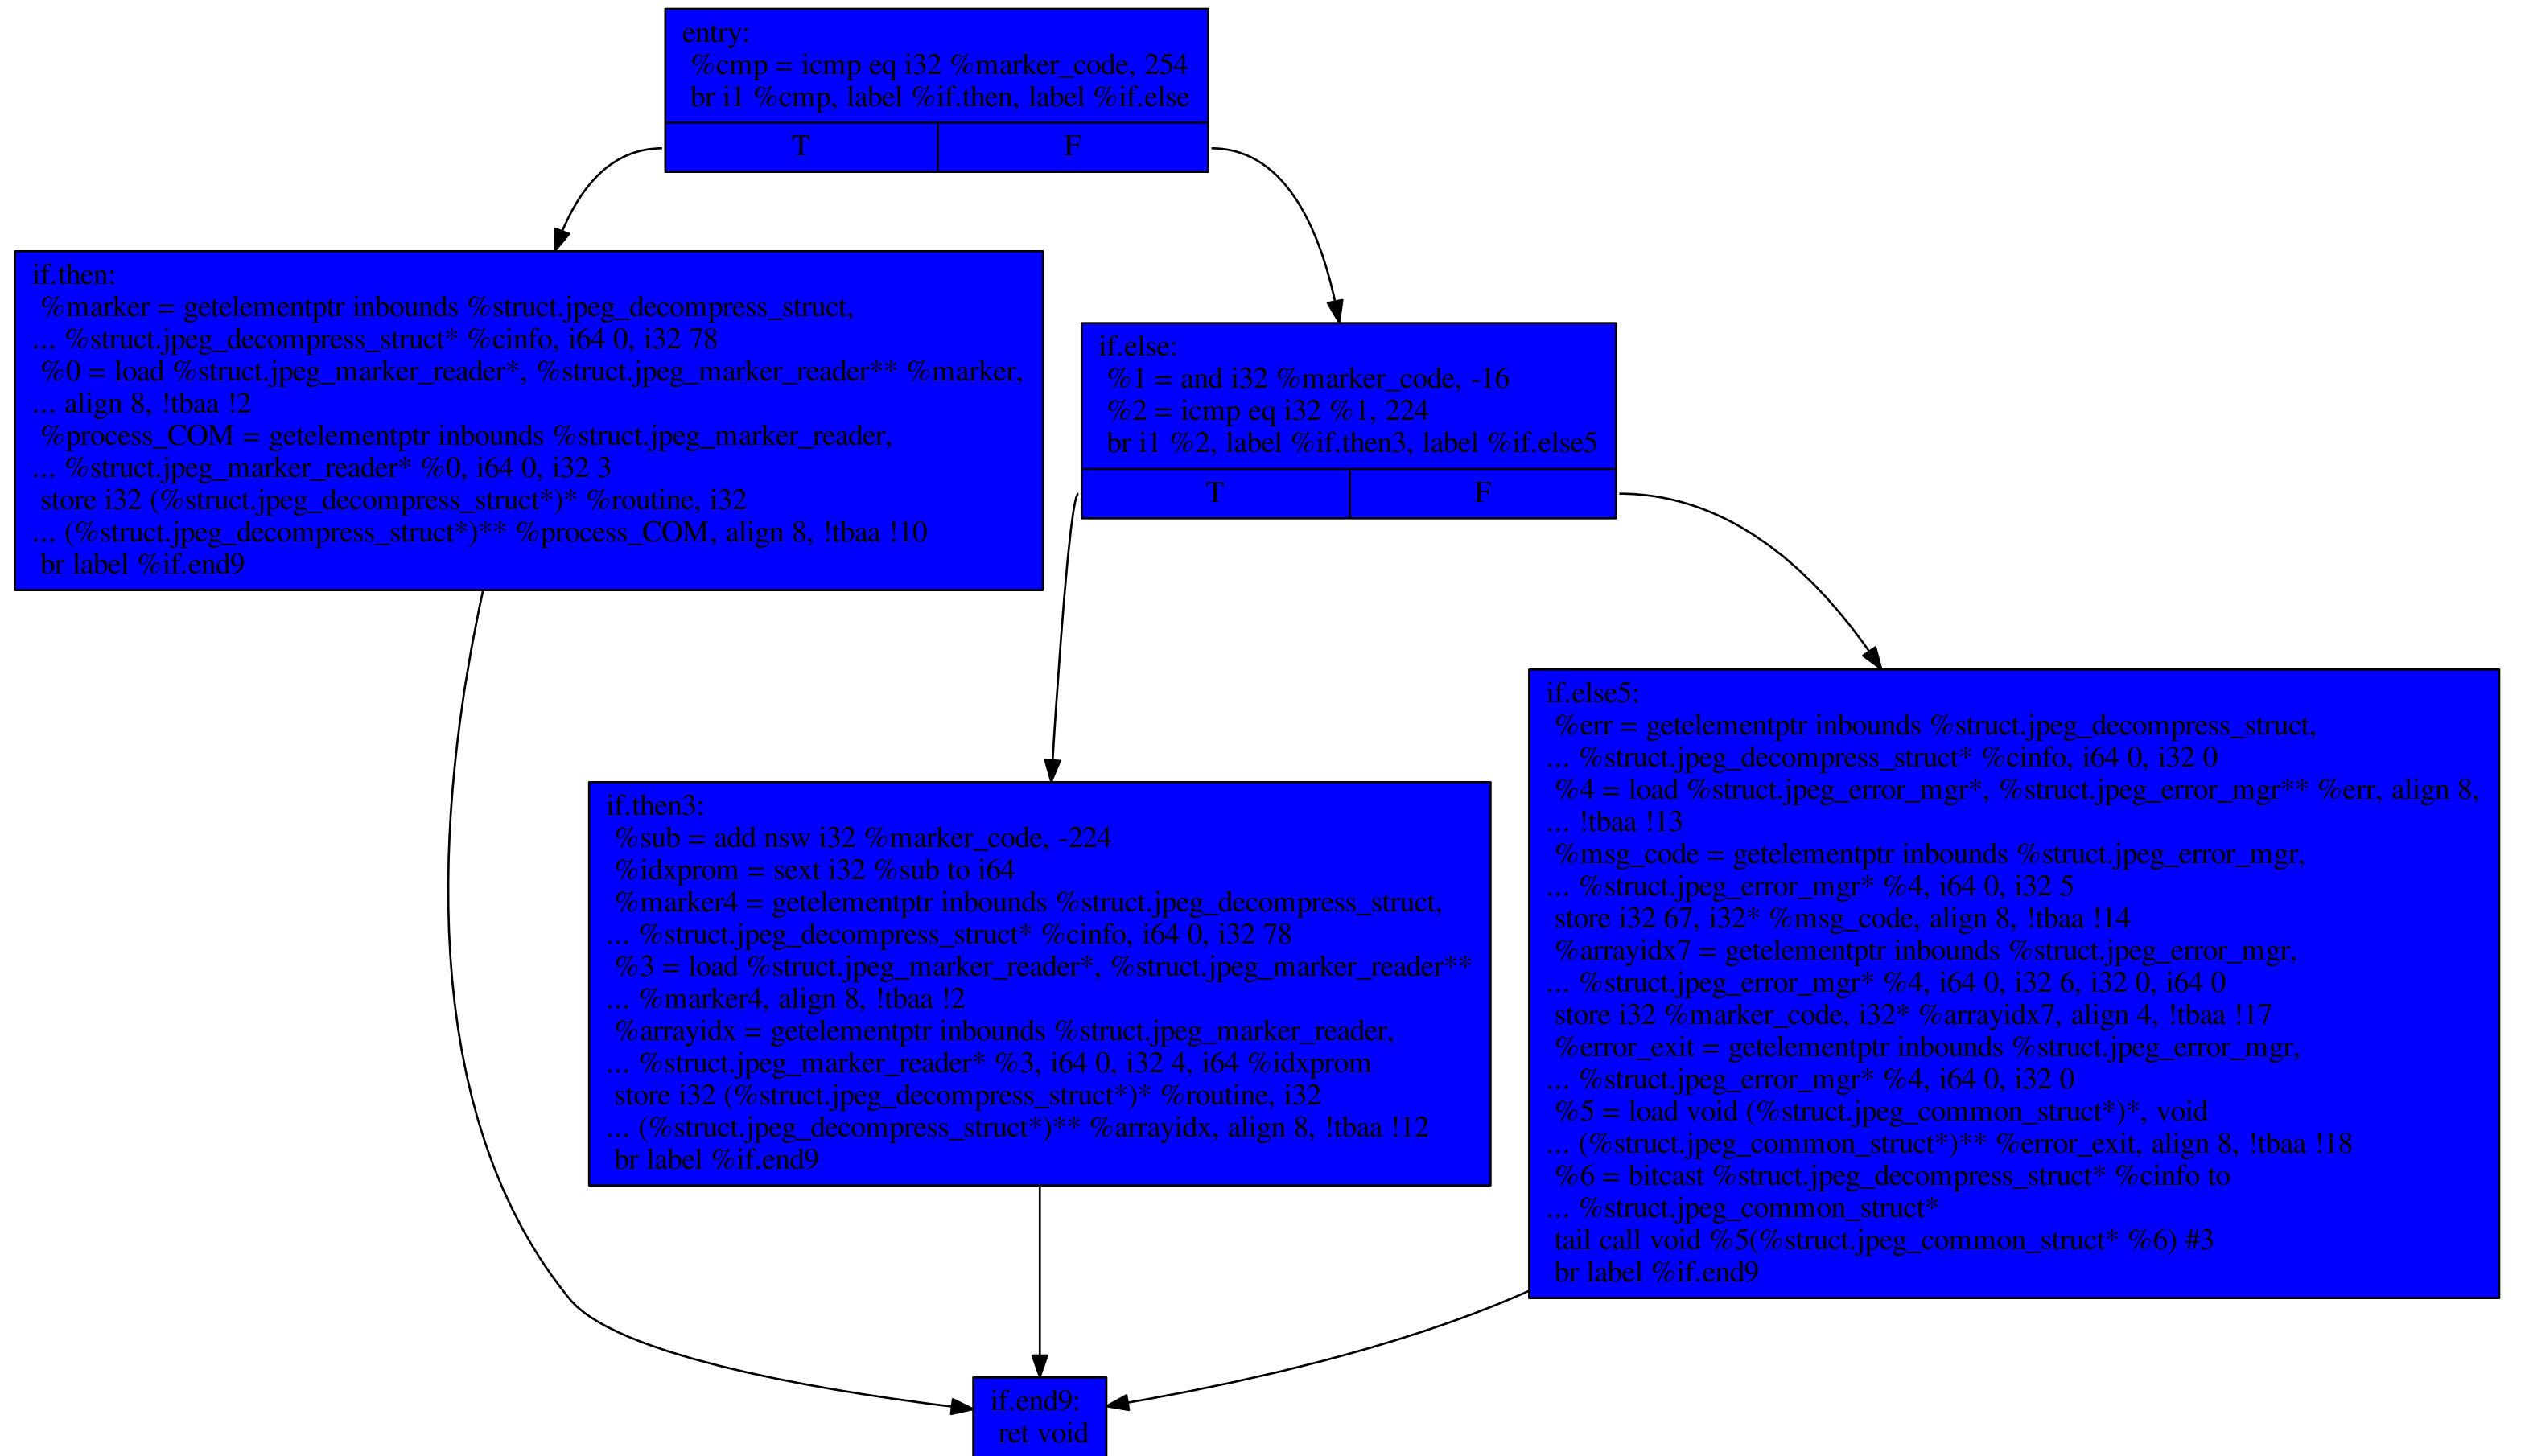 entry:
%cmp = icmp eq i32 %marker_code, 254
br i1 %cmp, label %if.then, label %if.else
T
F
if.then:
%marker = getelementptr inbounds %struct.jpeg_decompress_struct,
... %struct.jpeg_decompress_struct* %cinfo, i64 0, i32 78
%0 = load %struct.jpeg_marker_reader*, %struct.jpeg_marker_reader** %marker,
... align 8, !tbaa !2
%process_COM = getelementptr inbounds %struct.jpeg_marker_reader,
... %struct.jpeg_marker_reader* %0, i64 0, i32 3
store i32 (%struct.jpeg_decompress_struct*)* %routine, i32
... (%struct.jpeg_decompress_struct*)** %process_COM, align 8, !tbaa !10
br label %if.end9
if.else:
%1 = and i32 %marker_code, -16
%2 = icmp eq i32 %1, 224
br i1 %2, label %if.then3, label %if.else5
T
F
if.then3:
%sub = add nsw i32 %marker_code, -224
%idxprom = sext i32 %sub to i64
%marker4 = getelementptr inbounds %struct.jpeg_decompress_struct,
... %struct.jpeg_decompress_struct* %cinfo, i64 0, i32 78
%3 = load %struct.jpeg_marker_reader*, %struct.jpeg_marker_reader**
... %marker4, align 8, !tbaa !2
%arrayidx = getelementptr inbounds %struct.jpeg_marker_reader,
... %struct.jpeg_marker_reader* %3, i64 0, i32 4, i64 %idxprom
store i32 (%struct.jpeg_decompress_struct*)* %routine, i32
... (%struct.jpeg_decompress_struct*)** %arrayidx, align 8, !tbaa !12
br label %if.end9
if.else5:
%err = getelementptr inbounds %struct.jpeg_decompress_struct,
... %struct.jpeg_decompress_struct* %cinfo, i64 0, i32 0
%4 = load %struct.jpeg_error_mgr*, %struct.jpeg_error_mgr** %err, align 8,
... !tbaa !13
%msg_code = getelementptr inbounds %struct.jpeg_error_mgr,
... %struct.jpeg_error_mgr* %4, i64 0, i32 5
store i32 67, i32* %msg_code, align 8, !tbaa !14
%arrayidx7 = getelementptr inbounds %struct.jpeg_error_mgr,
... %struct.jpeg_error_mgr* %4, i64 0, i32 6, i32 0, i64 0
store i32 %marker_code, i32* %arrayidx7, align 4, !tbaa !17
%error_exit = getelementptr inbounds %struct.jpeg_error_mgr,
... %struct.jpeg_error_mgr* %4, i64 0, i32 0
%5 = load void (%struct.jpeg_common_struct*)*, void
... (%struct.jpeg_common_struct*)** %error_exit, align 8, !tbaa !18
%6 = bitcast %struct.jpeg_decompress_struct* %cinfo to
... %struct.jpeg_common_struct*
tail call void %5(%struct.jpeg_common_struct* %6) #3
br label %if.end9
if.end9:
ret void